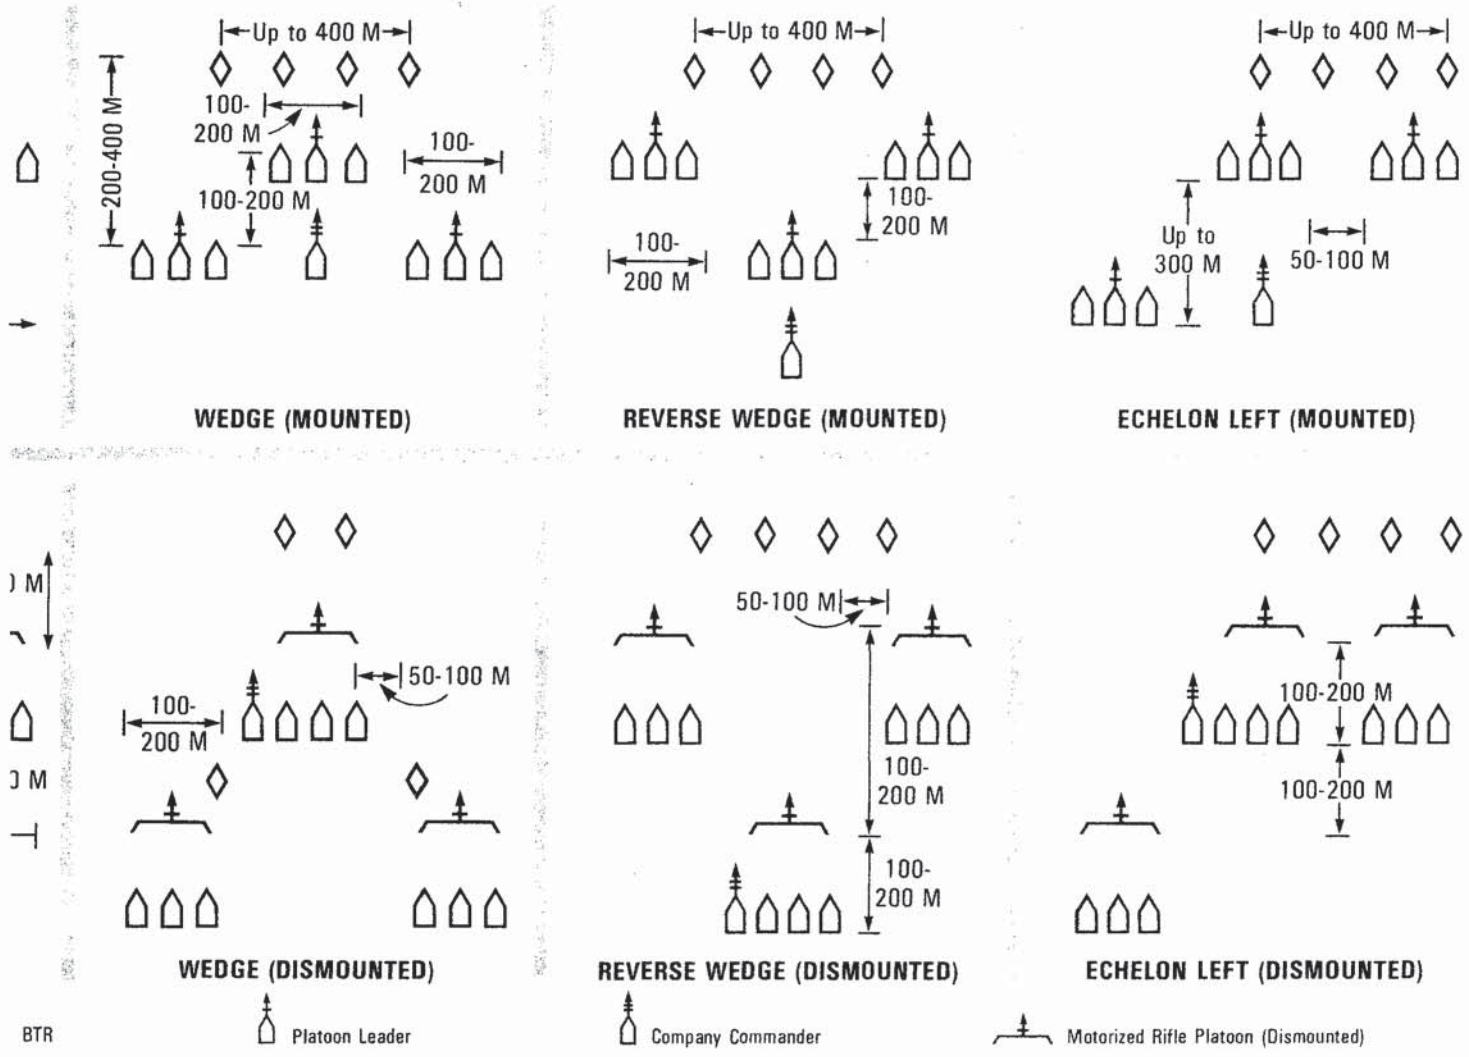 Up to 400 M
Up to 400 M
Up to 400 M
200-400 M
100-
200 M
100-
200 M
100-200 M
100-
200 M
100-
200 M
Up to
300 M
50-100 M
WEDGE (MOUNTED)
REVERSE WEDGE (MOUNTED)
ECHELON LEFT (MOUNTED)
M
50-100 M
50-100 M
100-
200 M
100-200 M
M
100-
200 M
100-200 M
100-
200 M
WEDGE (DISMOUNTED)
REVERSE WEDGE (DISMOUNTED)
ECHELON LEFT (DISMOUNTED)
BTR
Platoon Leader
Company Commander
Motorized Rifle Platoon (Dismounted)